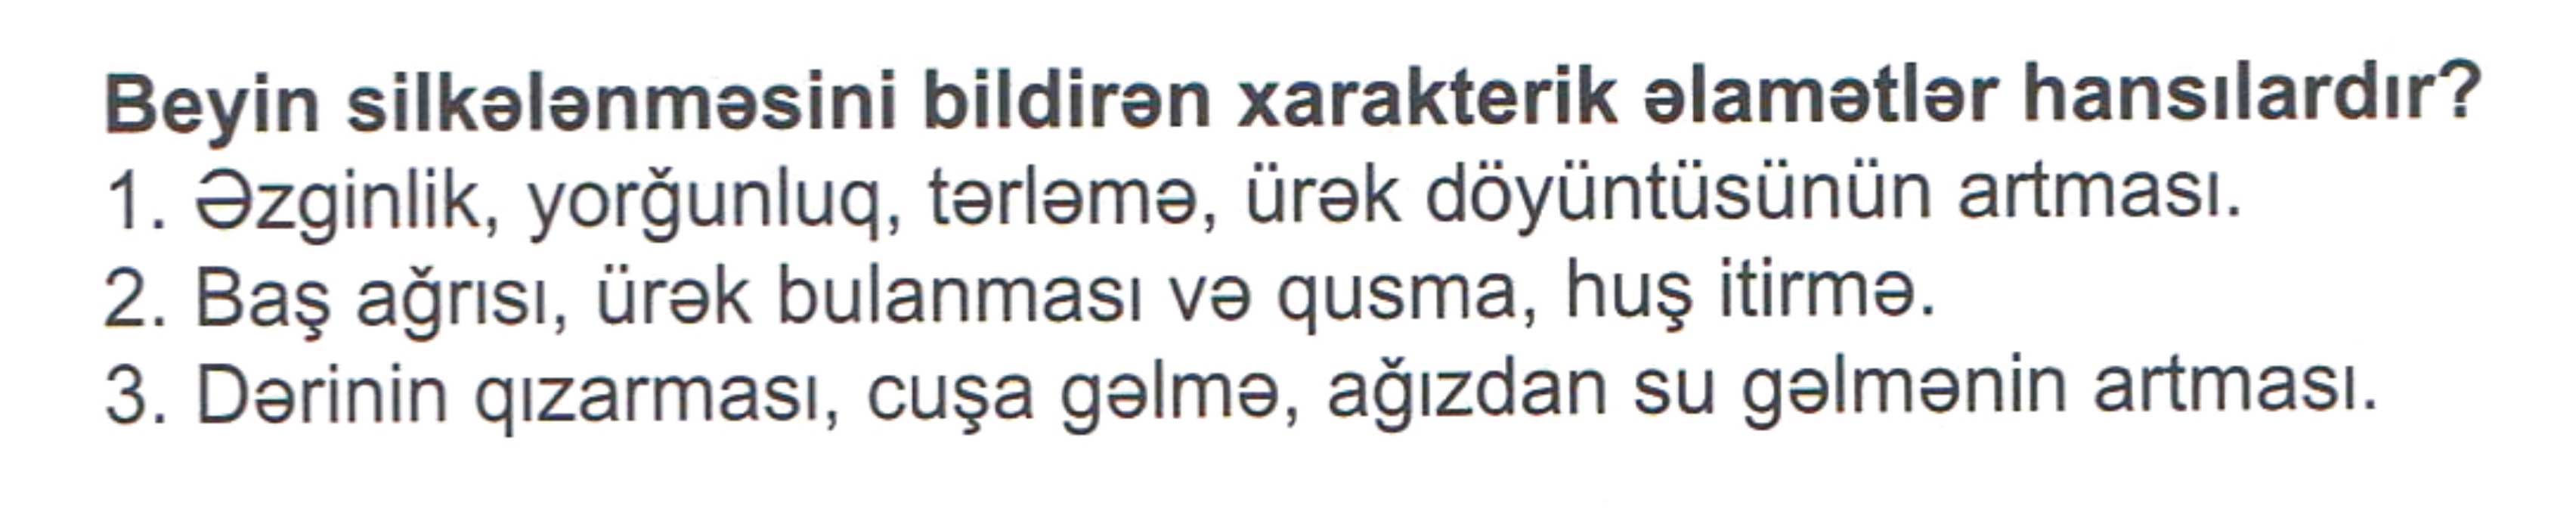 Beyin silkələnməsini bildirən xarakterik əlamətlər hansılardır?
1. Əzginlik, yorğunluq, tərləmə, ürək döyüntüsünün artması.
2. Baş ağrısı, ürək bulanması və qusma, huş itirmə.
3. Dərinin qızarması, cuşa gəlmə, ağızdan su gəlmənin artması.